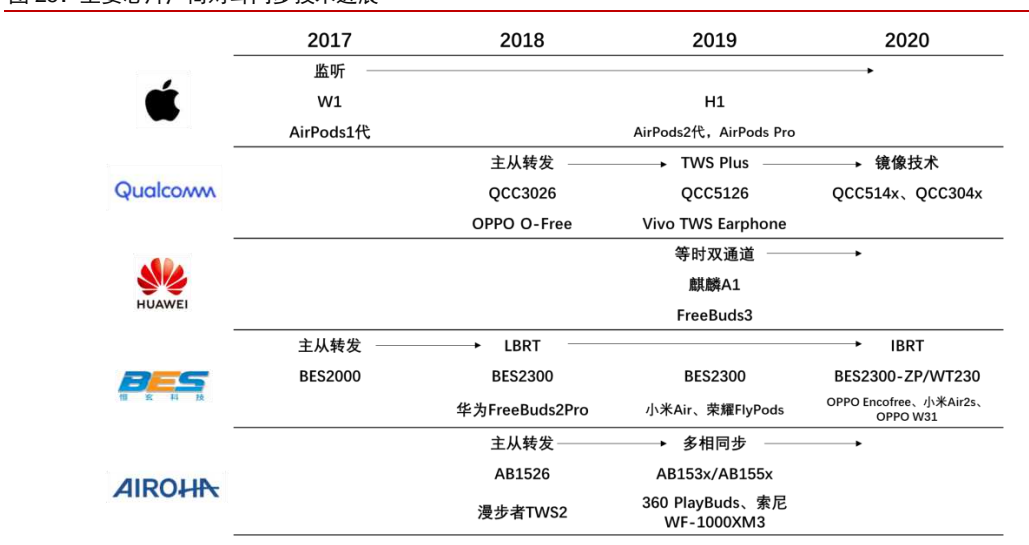 2017 2018 2019 2020
监听
W1 H1
AirPods1代 AirPods2代，AirPods Pro
Qualcomm
主从转发 TWS Plus 镜像技术
QCC3026 QCC5126 QCC514x、QCC304x
OPPO O-Free Vivo TWS Earphone
HUAWEI
等时双通道
麒麟A1
FreeBuds3
BES
恒玄科技
主从转发 LBRT IBRT
BES2000 BES2300 BES2300 BES2300-ZP/WT230
华为FreeBuds2Pro 小米Air、荣耀FlyPods OPPO Encofree、小米Air2s、
OPPO W31
AIROHA
主从转发 多相同步
AB1526 AB153x/AB155x
漫步者TWS2 360 PlayBuds、索尼
WF-1000XM3